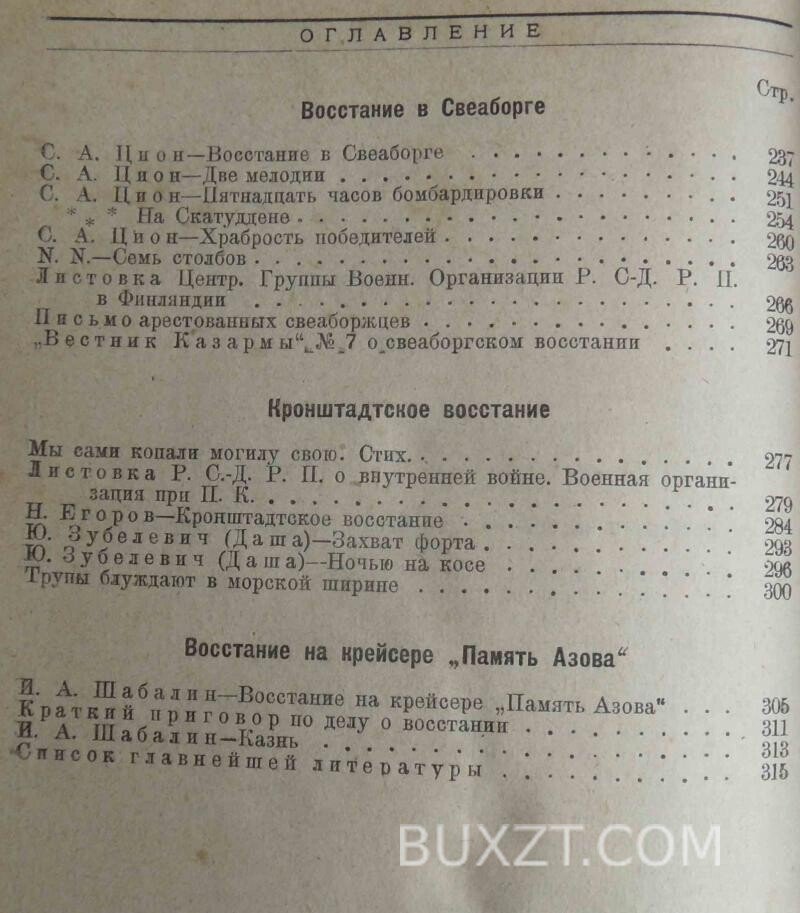 ОГЛАВЛЕНИЕ
Стр.
Восстание в Свеаборге
С. А. Цион—Восстание в Свеаборге . . . . . . . . . . . . . 237
С. А. Цион—Две мелодии . . . . . . . . . . . . . . . . . . 244
С. А. Цион—Пятнадцать часов бомбардировки . . . . . . . . . 251
* * * На Скатуддене . . . . . . . . . . . . . . . . . . . . 254
С. А. Цион—Храбрость победителей . . . . . . . . . . . . . . 260
N. N.—Семь столбов . . . . . . . . . . . . . . . . . . . . . 263
Листовка Центр. Группы Военн. Организации Р. С-Д. Р. П.
в Финляндии . . . . . . . . . . . . . . . . . . . . . . 266
Письмо арестованных свеаборжцев . . . . . . . . . . . . . . 269
„Вестник Казармы“ № 7 о свеаборгском восстании . . . . 271
Кронштадтское восстание
Мы сами копали могилу свою. Стих. . . . . . . . . . . . . . 277
Листовка Р. С.-Д. Р. П. о внутренней войне. Военная органи-
зация при П. К. . . . . . . . . . . . . . . . . . . . . 279
Н. Егоров—Кронштадтское восстание . . . . . . . . . . . . 284
Ю. Зубелевич (Даша)—Захват форта . . . . . . . . . . . . . 293
Ю. Зубелевич (Даша)—Ночью на косе . . . . . . . . . . . . 296
Трупы блуждают в морской ширине . . . . . . . . . . . . . . 300
Восстание на крейсере „Память Азова“
И. А. Шабалин—Восстание на крейсере „Память Азова“ . . . 305
Краткий приговор по делу о восстании . . . . . . . . . . . 311
И. А. Шабалин—Казнь . . . . . . . . . . . . . . . . . . . . 313
Список главнейшей литературы . . . . . . . . . . . . . . . 315
BUXZT.COM